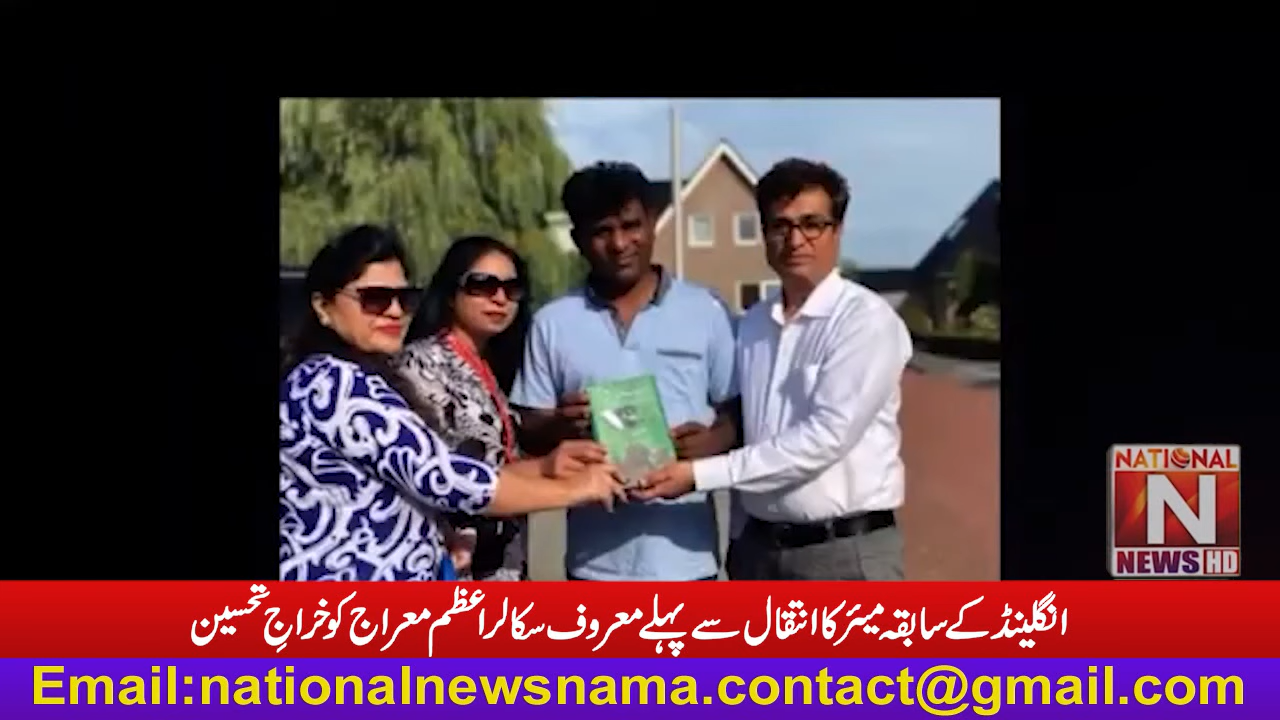 NATIONAL
N
NEWS HD
انگلینڈ کے سابقہ میئر کا انتقال سے پہلے معروف سکالر اعظم معراج کو خراجِ تحسین
Email:nationalnewsnama.contact@gmail.com